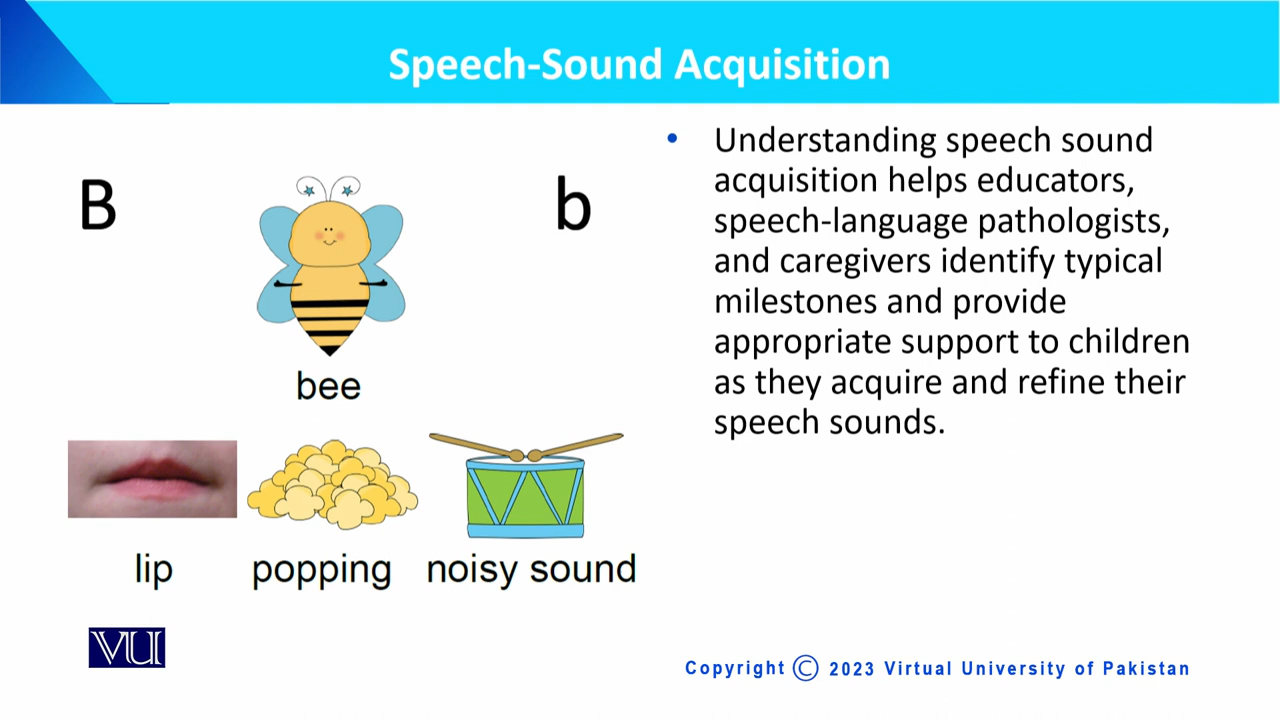 Speech-Sound Acquisition
B
b
bee
lip
popping
noisy sound
• Understanding speech sound
acquisition helps educators,
speech-language pathologists,
and caregivers identify typical
milestones and provide
appropriate support to children
as they acquire and refine their
speech sounds.
VU
Copyright © 2023 Virtual University of Pakistan